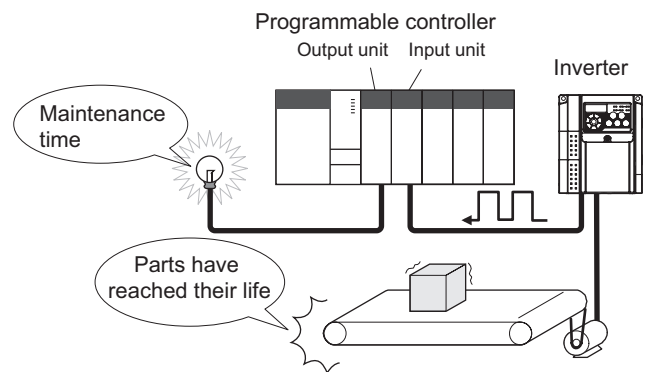 Programmable controller
Output unit
Input unit
Inverter
Maintenance
time
Parts have
reached their life